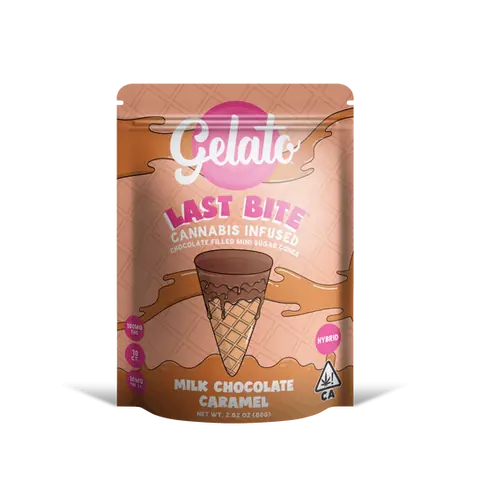 Gelato
LAST BITE
CANNABIS INFUSED
CHOCOLATE FILLED MINI SUGAR CONES
HYBRID
10
CT.
CA
MILK CHOCOLATE
CARAMEL
NET WT. 2.82 OZ (80G)